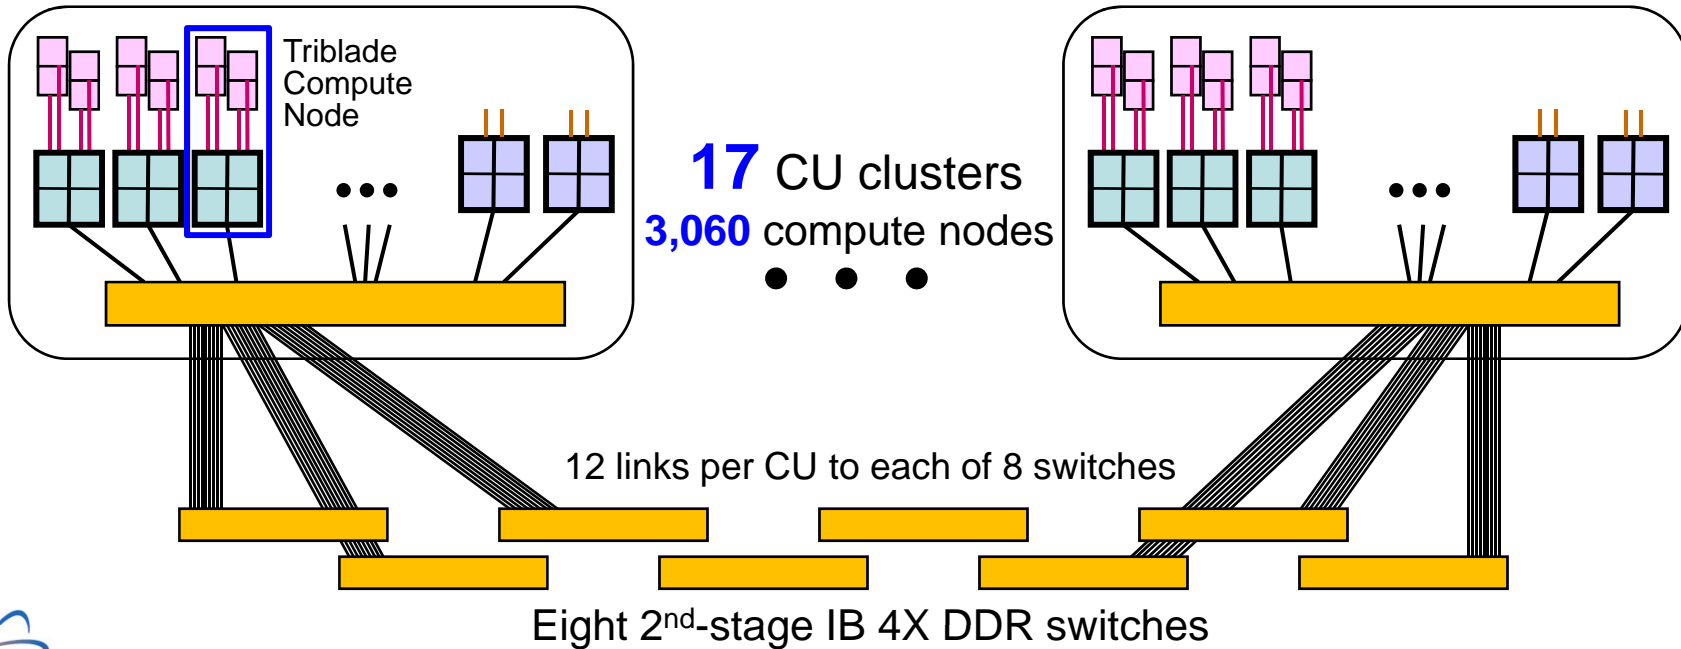 Triblade
Compute
Node
17 CU clusters
3,060 compute nodes
12 links per CU to each of 8 switches
Eight 2nd-stage IB 4X DDR switches